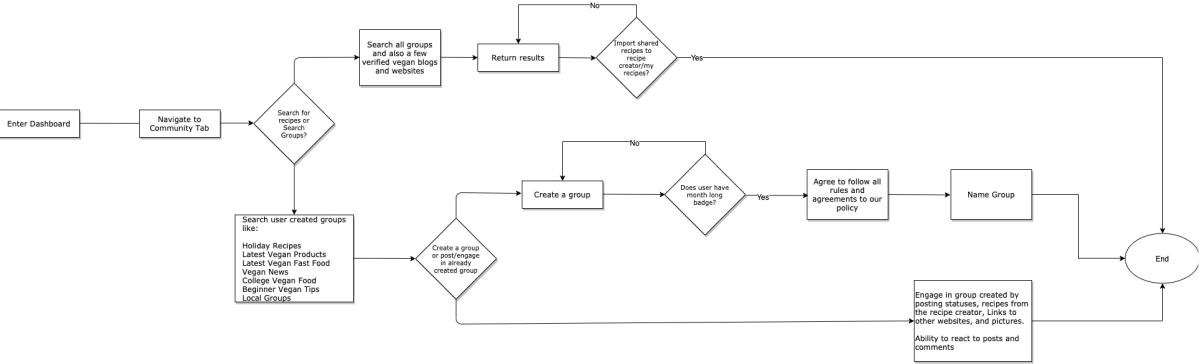 No
Search all groups
and also a few
verified vegan blogs
and websites
Return results
Import shared
recipes to
recipe
creator/my
recipes?
Yes
Enter Dashboard
Navigate to
Community Tab
Search for
recipes or
Search
Groups?
No
Create a group
Does user have
month long
badge?
Yes
Agree to follow all
rules and
agreements to our
policy
Name Group
Search user created groups
like:
Holiday Recipes
Latest Vegan Products
Latest Vegan Fast Food
Vegan News
College Vegan Food
Beginner Vegan Tips
Local Groups
Create a group
or post/engage
in already
created group
End
Engage in group created by
posting statuses, recipes from
the recipe creator, Links to
other websites, and pictures.
Ability to react to posts and
comments